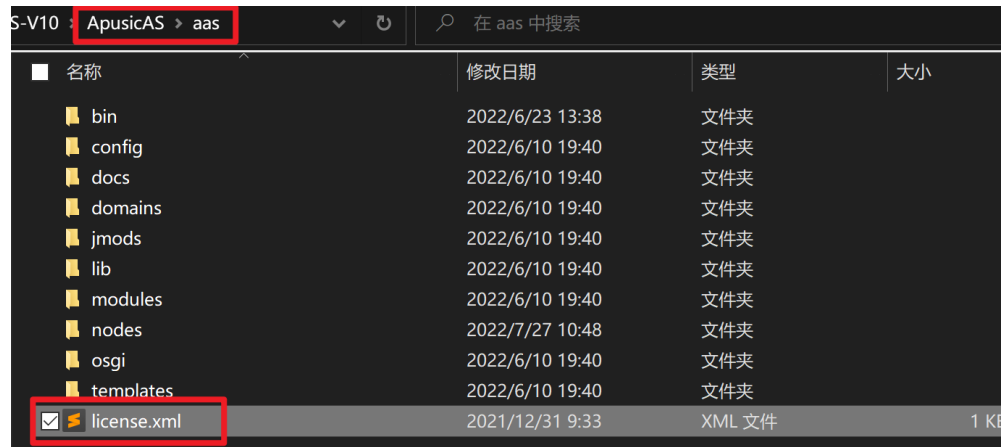 S-V10 > ApusicAS > aas 在 aas 中搜索
名称 修改日期 类型 大小
bin 2022/6/23 13:38 文件夹
config 2022/6/10 19:40 文件夹
docs 2022/6/10 19:40 文件夹
domains 2022/6/10 19:40 文件夹
jmods 2022/6/10 19:40 文件夹
lib 2022/6/10 19:40 文件夹
modules 2022/6/10 19:40 文件夹
nodes 2022/7/27 10:48 文件夹
osgi 2022/6/10 19:40 文件夹
templates 2022/6/10 19:40 文件夹
license.xml 2021/12/31 9:33 XML 文件 1 KB